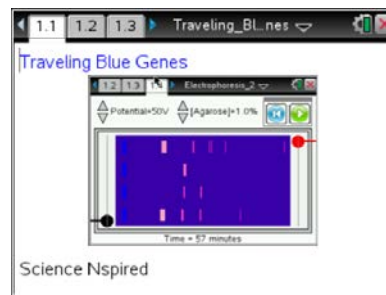 1.1 1.2 1.3 Traveling_Bl...nes
Traveling Blue Genes
1.2 1.3 1.4 Electrophoresis_2
Potential=50V [Agarose]=1.0%
Time = 57 minutes
Science Nspired